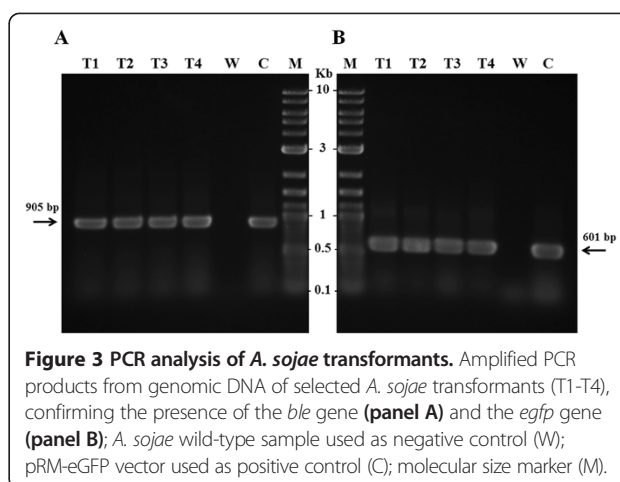 A B
T1 T2 T3 T4 W C M M T1 T2 T3 T4 W C
Kb
10
3
905 bp
1
0.5
601 bp
0.1
Figure 3 PCR analysis of A. sojae transformants. Amplified PCR
products from genomic DNA of selected A. sojae transformants (T1-T4),
confirming the presence of the ble gene (panel A) and the egfp gene
(panel B); A. sojae wild-type sample used as negative control (W);
pRM-eGFP vector used as positive control (C); molecular size marker (M).